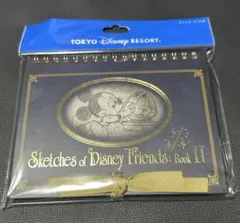 TOKYO Disney RESORT®
Sketches of Disney Friends: Book II